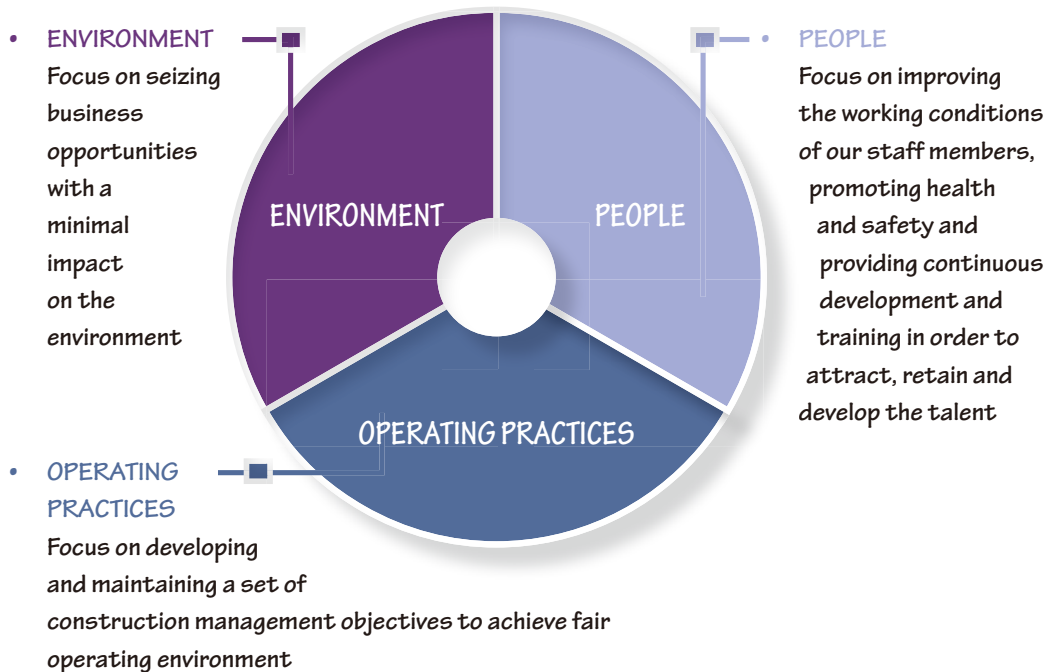 • ENVIRONMENT
Focus on seizing
business
opportunities
with a
minimal
impact
on the
environment
ENVIRONMENT
PEOPLE
OPERATING PRACTICES
• PEOPLE
Focus on improving
the working conditions
of our staff members,
promoting health
and safety and
providing continuous
development and
training in order to
attract, retain and
develop the talent
• OPERATING
PRACTICES
Focus on developing
and maintaining a set of
construction management objectives to achieve fair
operating environment